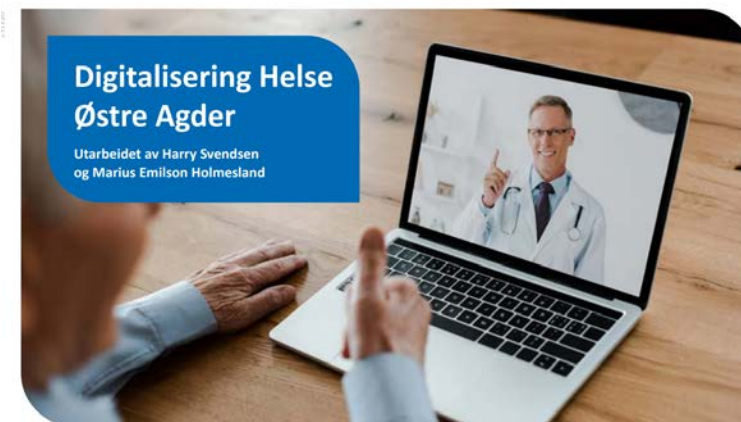 Digitalisering Helse
Østre Agder
Utarbeidet av Harry Svendsen
og Marius Emilson Holmesland